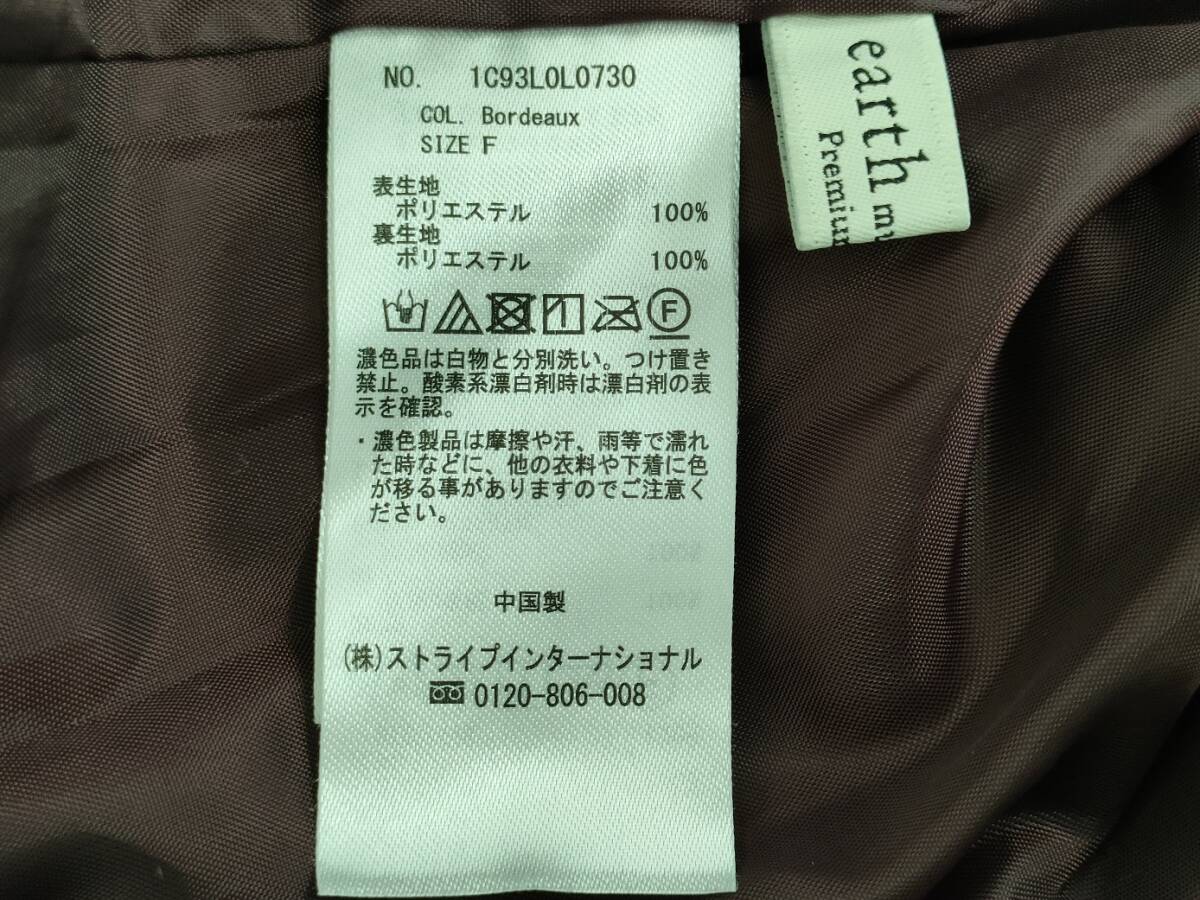 NO. 1C93L0L0730
COL. Bordeaux
SIZE F
表生地
ポリエステル 100%
裏生地
ポリエステル 100%
F
濃色品は白物と分別洗い。つけ置き
禁止。酸素系漂白剤時は漂白剤の表
示を確認。
・濃色製品は摩擦や汗、雨等で濡れ
た時などに、他の衣料や下着に色
が移る事がありますのでご注意く
ださい。
中国製
(株)ストライプインターナショナル
0120-806-008
earth mu
Premium